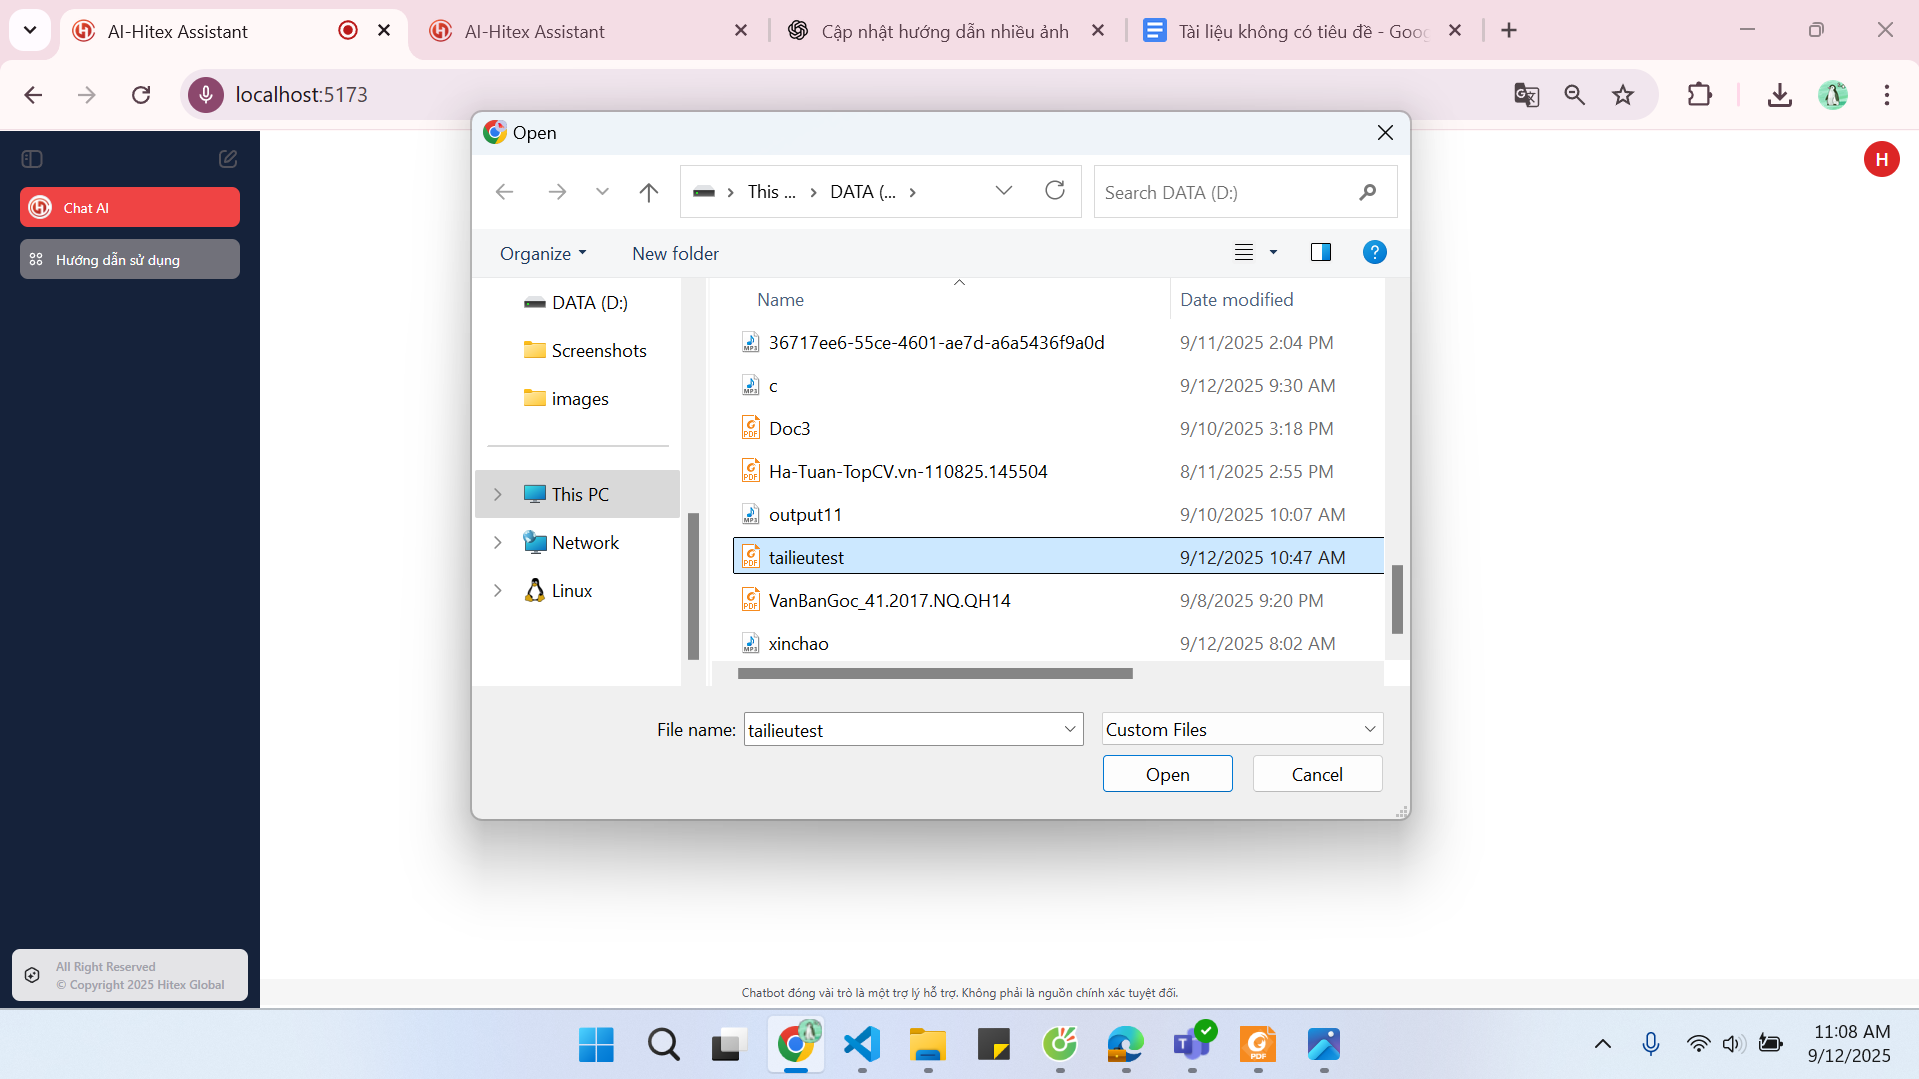 AI-Hitex Assistant
AI-Hitex Assistant
Cập nhật hướng dẫn nhiều ảnh
Tài liệu không có tiêu đề - Goog
localhost:5173
H
Chat AI
Hướng dẫn sử dụng
Open
This ...
DATA (...
Search DATA (D:)
Organize
New folder
?
DATA (D:)
Screenshots
images
This PC
Network
Linux
Name Date modified
36717ee6-55ce-4601-ae7d-a6a5436f9a0d 9/11/2025 2:04 PM
c 9/12/2025 9:30 AM
Doc3 9/10/2025 3:18 PM
Ha-Tuan-TopCV.vn-110825.145504 8/11/2025 2:55 PM
output11 9/10/2025 10:07 AM
tailieutest 9/12/2025 10:47 AM
VanBanGoc_41.2017.NQ.QH14 9/8/2025 9:20 PM
xinchao 9/12/2025 8:02 AM
File name: tailieutest
Custom Files
Open
Cancel
All Right Reserved
© Copyright 2025 Hitex Global
Chatbot đóng vài trò là một trợ lý hỗ trợ. Không phải là nguồn chính xác tuyệt đối.
11:08 AM
9/12/2025